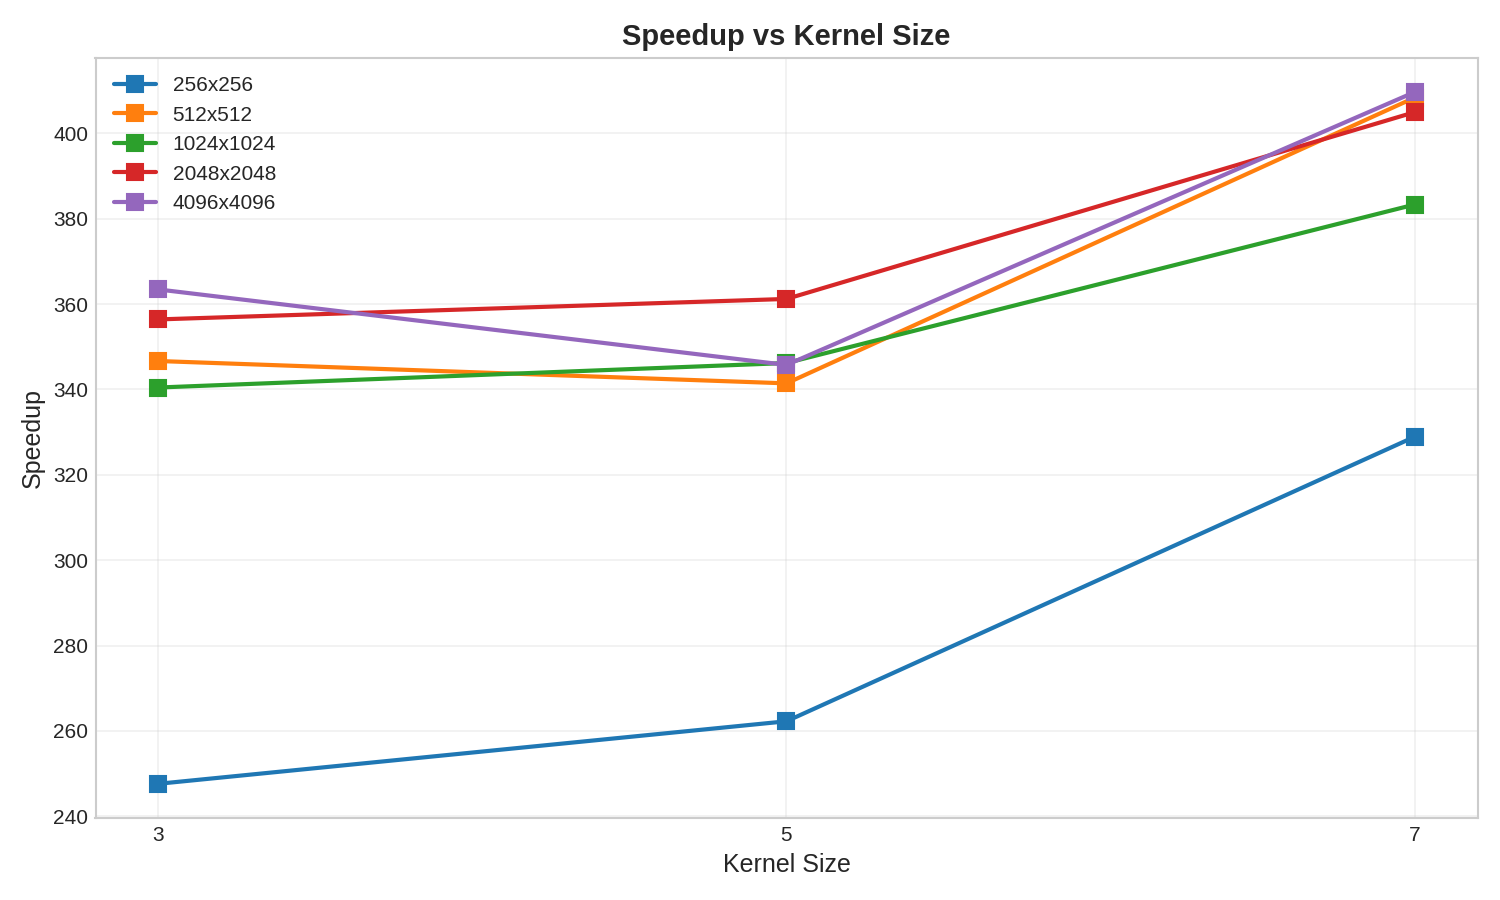 Speedup vs Kernel Size
256x256
512x512
1024x1024
2048x2048
4096x4096
400
380
360
340
320
300
280
260
240
Speedup
3 5 7
Kernel Size